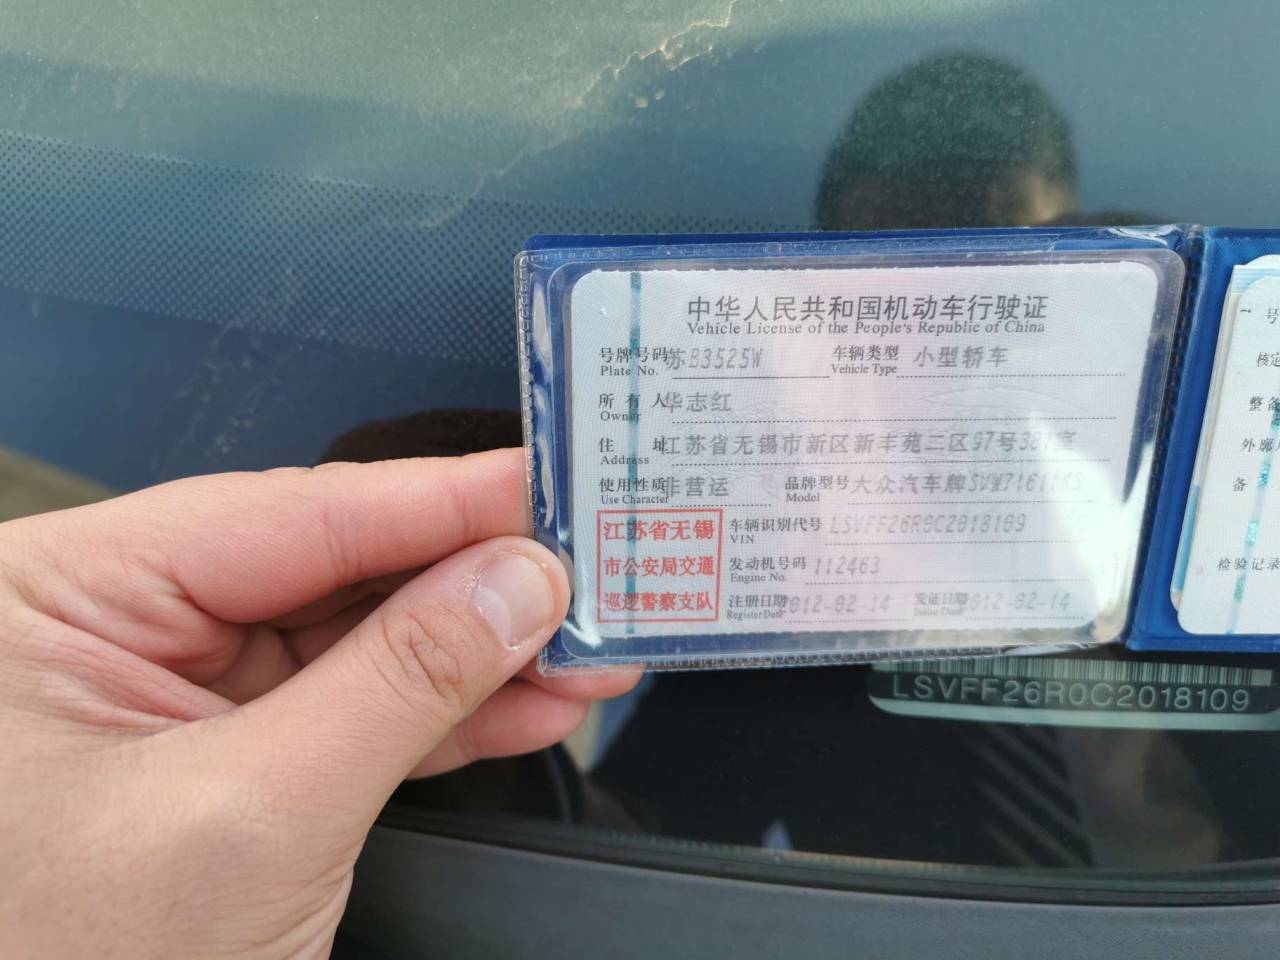 中华人民共和国机动车行驶证
Vehicle License of the People's Republic of China
号牌号码 苏B3525W 车辆类型 小型轿车
Plate No. Vehicle Type
所有人 华志红
Owner
住址 江苏省无锡市新区新丰苑二区97号381室
Address
使用性质 非营运 品牌型号 大众汽车牌
Use Character Model
江苏省无锡
市公安局交通
巡逻警察支队
车辆识别代号 LSVFF26R0C2018109
VIN
发动机号码 112463
Engine No.
注册日期 2012-02-14 发证日期 2012-02-14
Register Date Issue Date
号
核定
整备
外廓
备
检验记录
LSVFF26R0C2018109